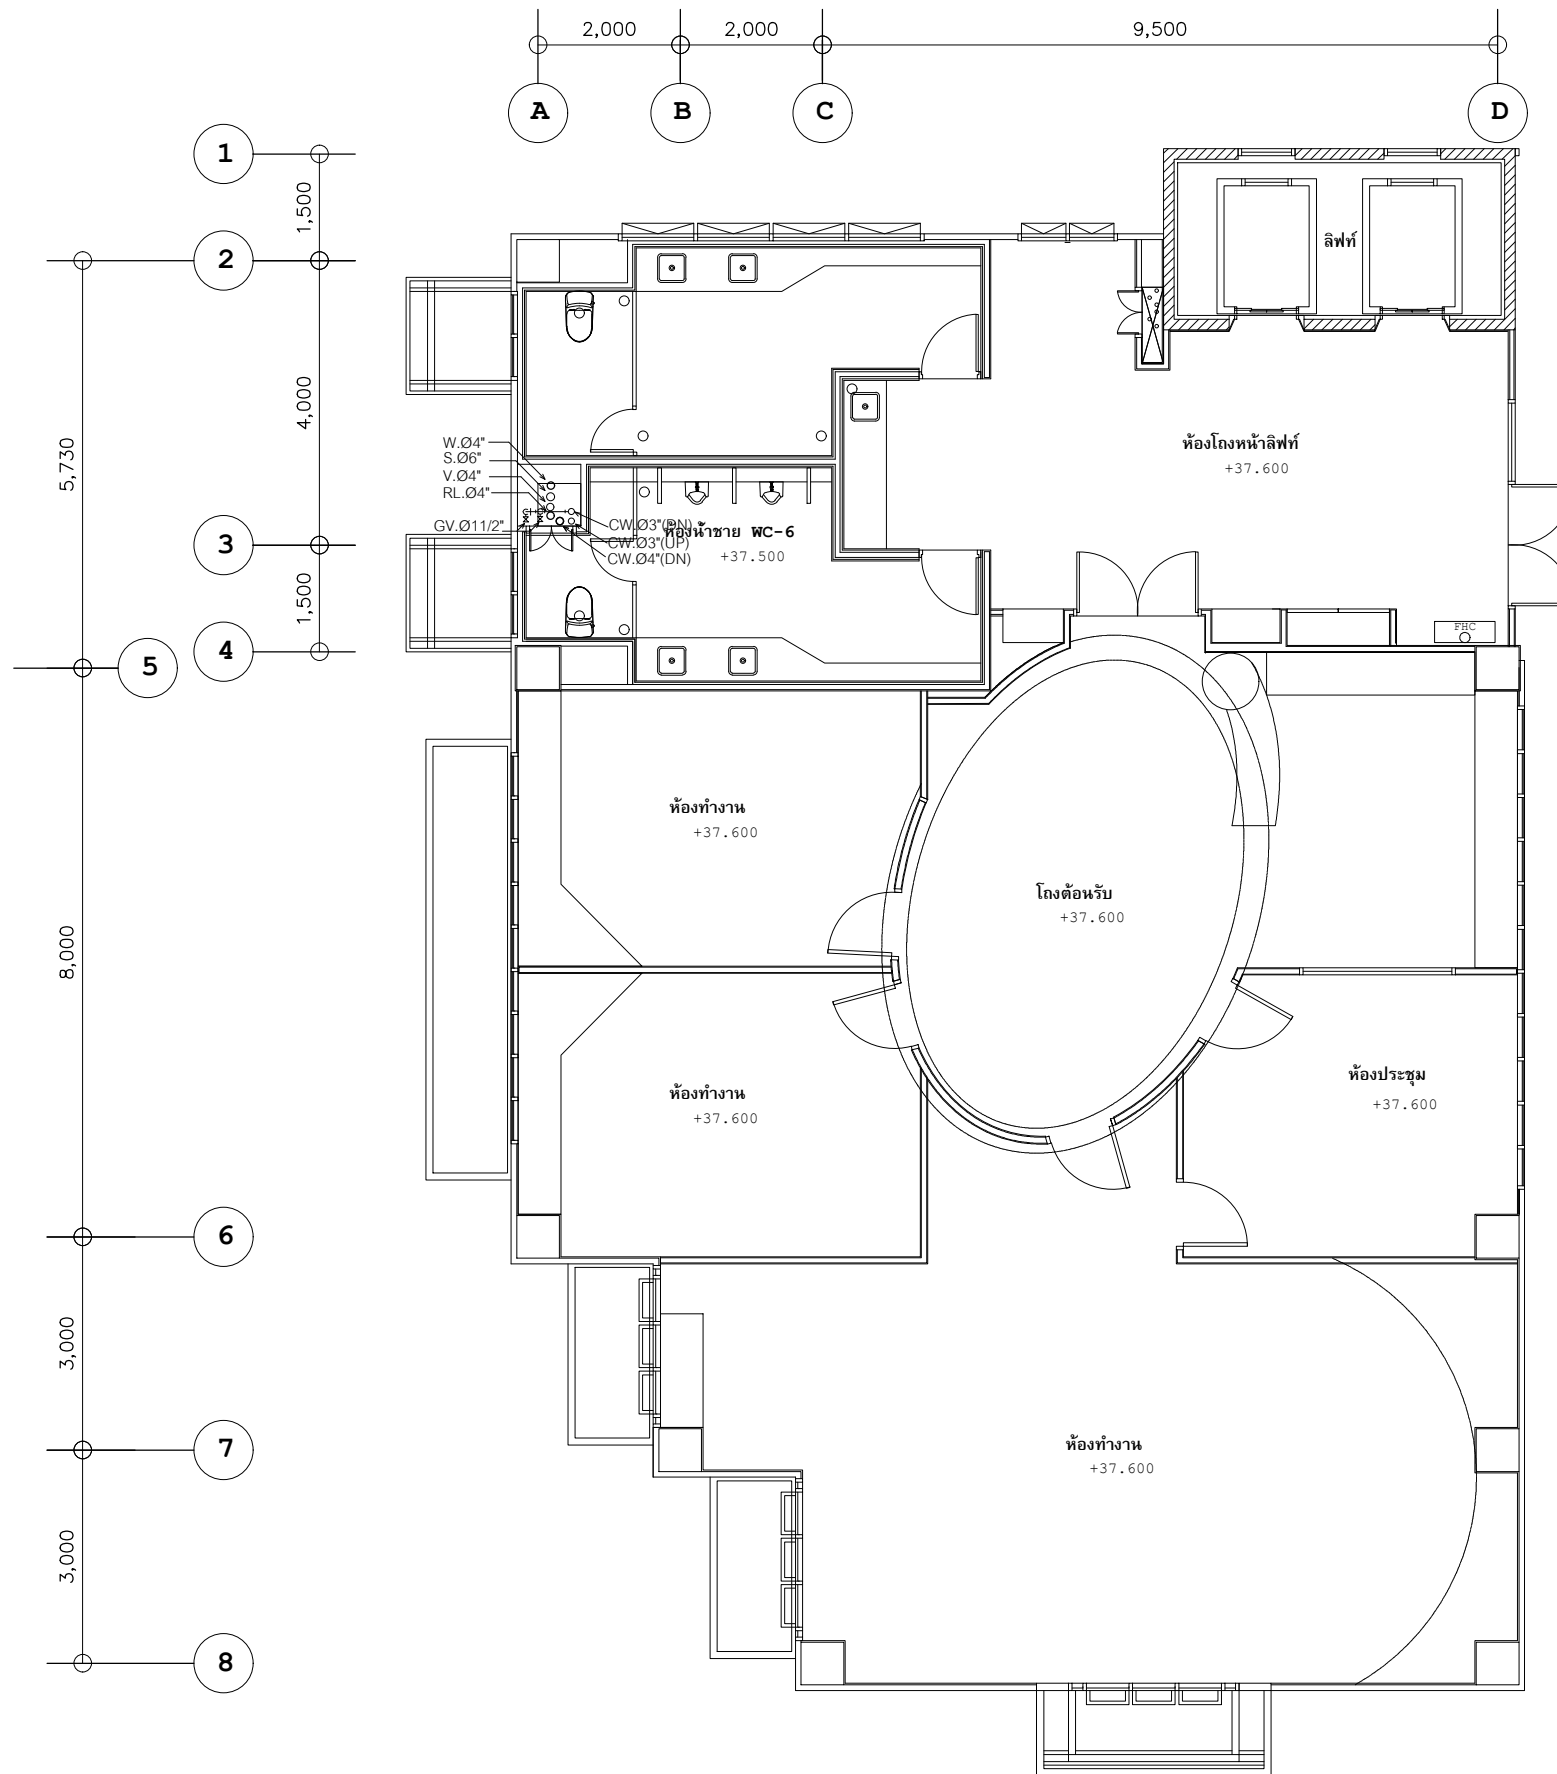 2,000
2,000
9,500
A
B
C
D
1
2
3
4
5
6
7
8
1,500
4,000
1,500
5,730
8,000
3,000
3,000
ลิฟท์
ห้องโถงหน้าลิฟท์
+37.600
W.Ø4"
S.Ø6"
V.Ø4"
RL.Ø4"
GV.Ø11/2"
CW.Ø3"(DN)
CW.Ø3"(UP)
CW.Ø4"(DN)
ห้องน้ำชาย WC-6
+37.500
FHC
ห้องทำงาน
+37.600
โถงต้อนรับ
+37.600
ห้องทำงาน
+37.600
ห้องประชุม
+37.600
ห้องทำงาน
+37.600